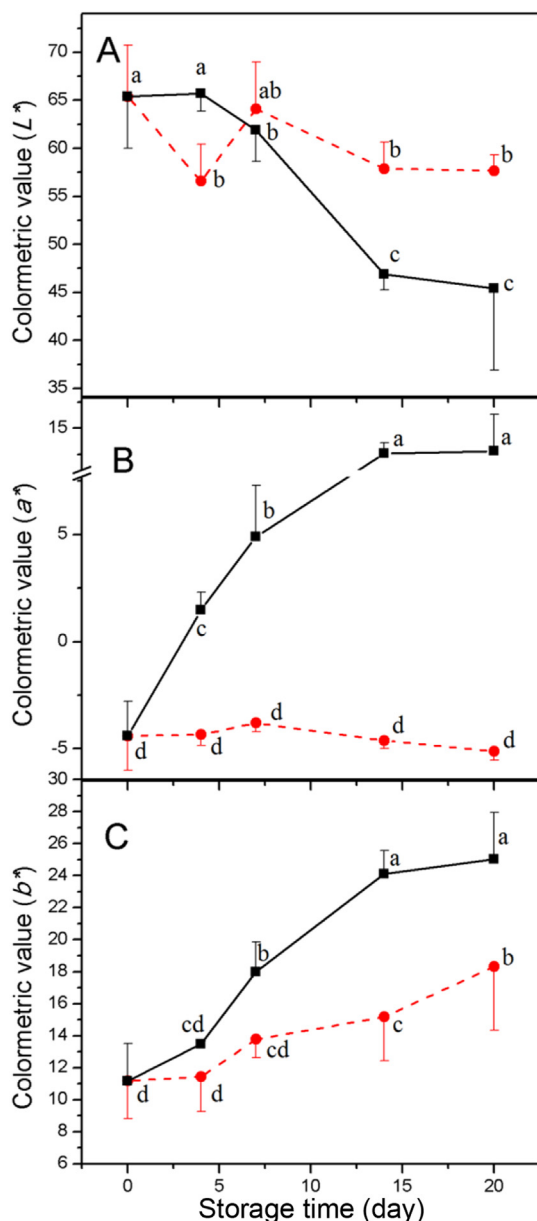 A
Colormetric value (L*)
70
65
60
55
50
45
40
35
a
a
ab
b
b
b
b
c
c
B
Colormetric value (a*)
15
5
0
-5
a
a
b
c
d
d
d
d
d
C
Colormetric value (b*)
30
28
26
24
22
20
18
16
14
12
10
8
6
a
a
b
b
cd
cd
c
d
d
0 5 10 15 20
Storage time (day)